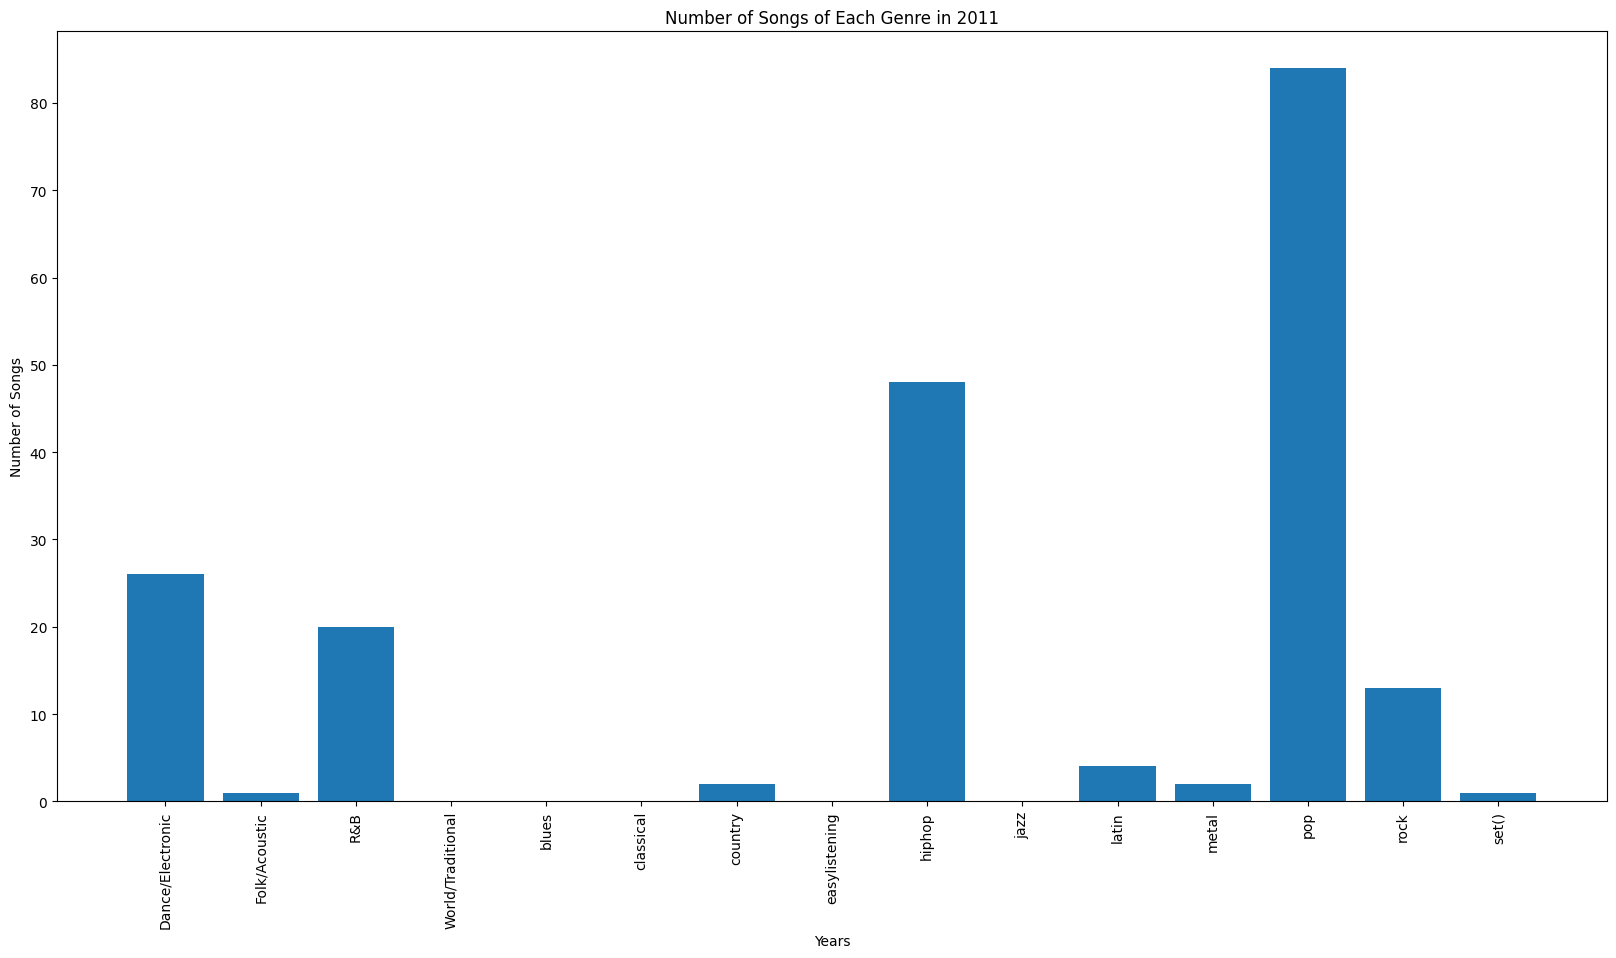 Number of Songs of Each Genre in 2011
Number of Songs
80
70
60
50
40
30
20
10
0
Dance/Electronic
Folk/Acoustic
R&B
World/Traditional
blues
classical
country
easylistening
hiphop
jazz
latin
metal
pop
rock
set()
Years